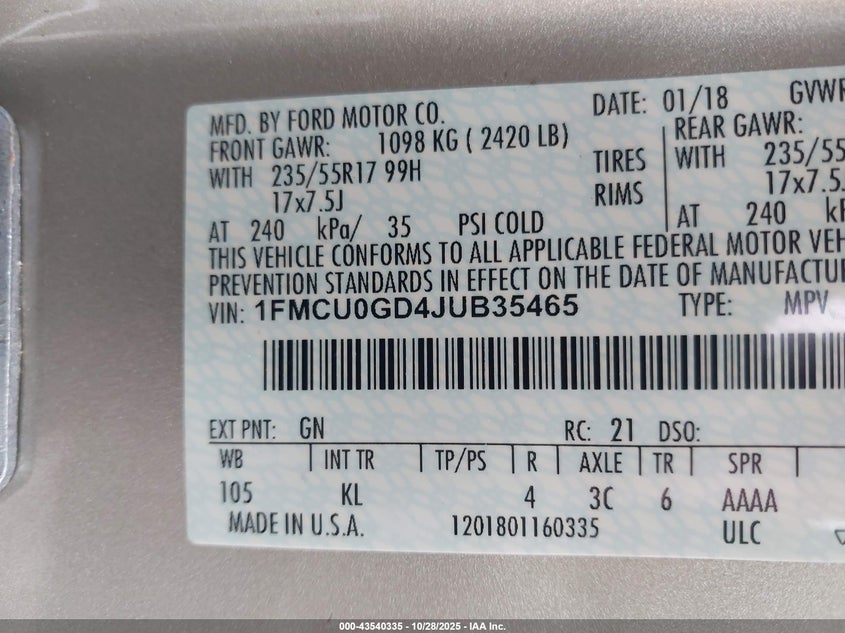 MFD. BY FORD MOTOR CO. DATE: 01/18 GVWR
FRONT GAWR: 1098 KG ( 2420 LB) REAR GAWR:
WITH 235/55R17 99H TIRES WITH 235/55
17x7.5J RIMS 17x7.5J
AT 240 kPa/ 35 PSI COLD AT 240
THIS VEHICLE CONFORMS TO ALL APPLICABLE FEDERAL MOTOR VEH
PREVENTION STANDARDS IN EFFECT ON THE DATE OF MANUFACTUR
VIN: 1FMCU0GD4JUB35465 TYPE: MPV
EXT PNT: GN RC: 21 DSO:
WB INT TR TP/PS R AXLE TR SPR
105 KL 4 3C 6 AAAA
MADE IN U.S.A. 1201801160335 ULC
000-43540335 - 10/28/2025 - IAA Inc.